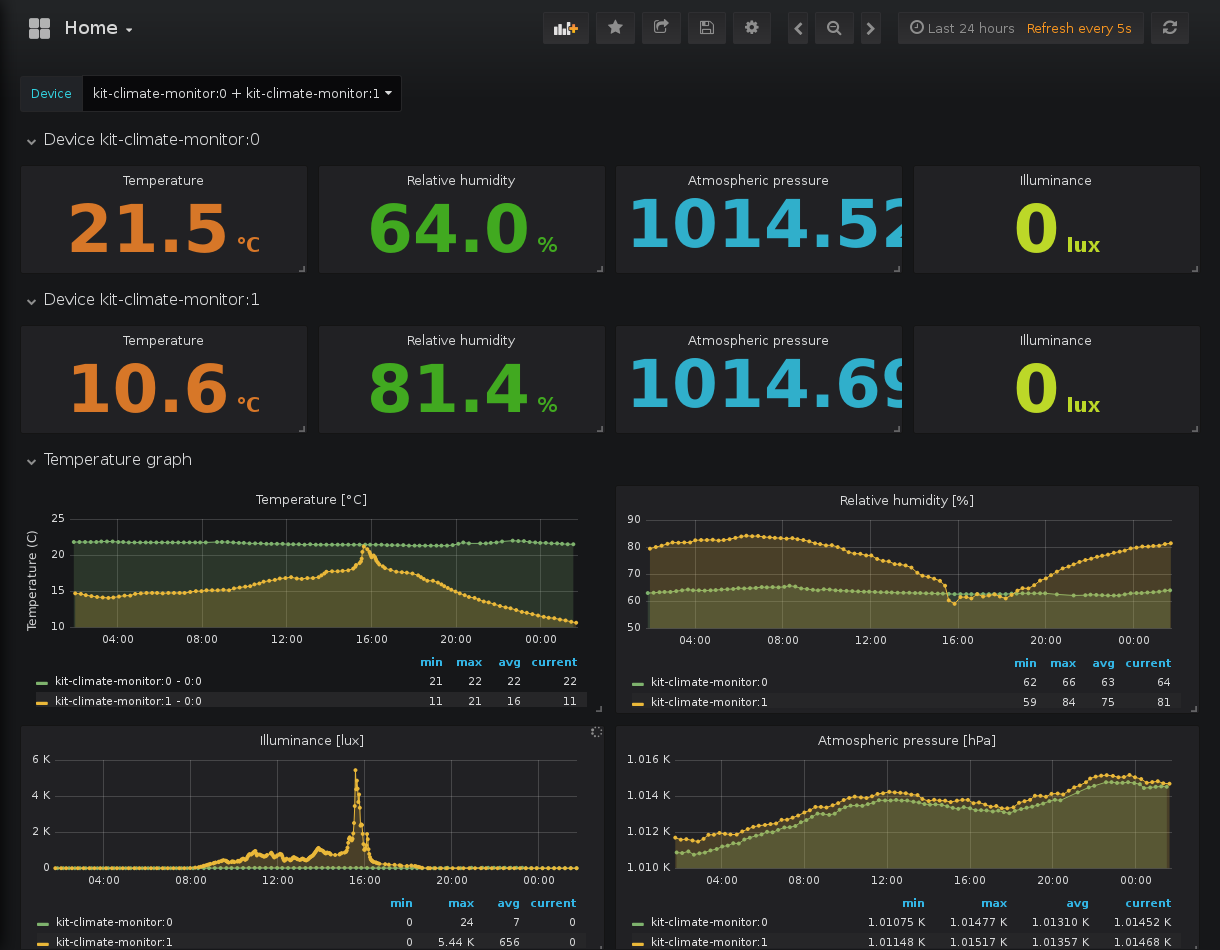 Home
Last 24 hours Refresh every 5s
Device kit-climate-monitor:0 + kit-climate-monitor:1
Device kit-climate-monitor:0
Temperature Relative humidity Atmospheric pressure Illuminance
21.5 °C 64.0 % 1014.52 0 lux
Device kit-climate-monitor:1
Temperature Relative humidity Atmospheric pressure Illuminance
10.6 °C 81.4 % 1014.69 0 lux
Temperature graph
Temperature [°C]
Temperature (C)
25
20
15
10
04:00 08:00 12:00 16:00 20:00 00:00
min max avg current
kit-climate-monitor:0 - 0:0 21 22 22 22
kit-climate-monitor:1 - 0:0 11 21 16 11
Relative humidity [%]
90
80
70
60
50
04:00 08:00 12:00 16:00 20:00 00:00
min max avg current
kit-climate-monitor:0 62 66 63 64
kit-climate-monitor:1 59 84 75 81
Illuminance [lux]
6 K
4 K
2 K
0
04:00 08:00 12:00 16:00 20:00 00:00
min max avg current
kit-climate-monitor:0 0 24 7 0
kit-climate-monitor:1 0 5.44 K 656 0
Atmospheric pressure [hPa]
1.016 K
1.014 K
1.012 K
1.010 K
04:00 08:00 12:00 16:00 20:00 00:00
min max avg current
kit-climate-monitor:0 1.01075 K 1.01477 K 1.01310 K 1.01452 K
kit-climate-monitor:1 1.01148 K 1.01517 K 1.01357 K 1.01468 K